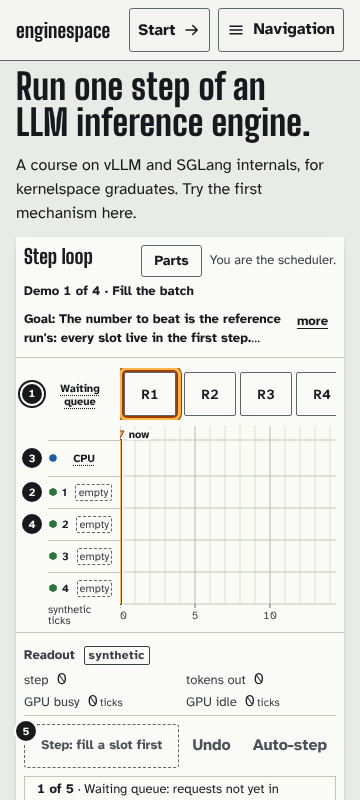 enginespace
Start →
Navigation
Run one step of an
LLM inference engine.
A course on vLLM and SGLang internals, for
kernelspace graduates. Try the first
mechanism here.
Step loop
Parts
You are the scheduler.
Demo 1 of 4 · Fill the batch
Goal: The number to beat is the reference
run's: every slot live in the first step.…
more
1
Waiting
queue
R1
R2
R3
R4
now
3
CPU
2
1
empty
4
2
empty
3
empty
4
empty
synthetic
ticks
0
5
10
Readout
synthetic
step 0
tokens out 0
GPU busy 0 ticks
GPU idle 0 ticks
5
Step: fill a slot first
Undo
Auto-step
1 of 5 · Waiting queue: requests not yet in